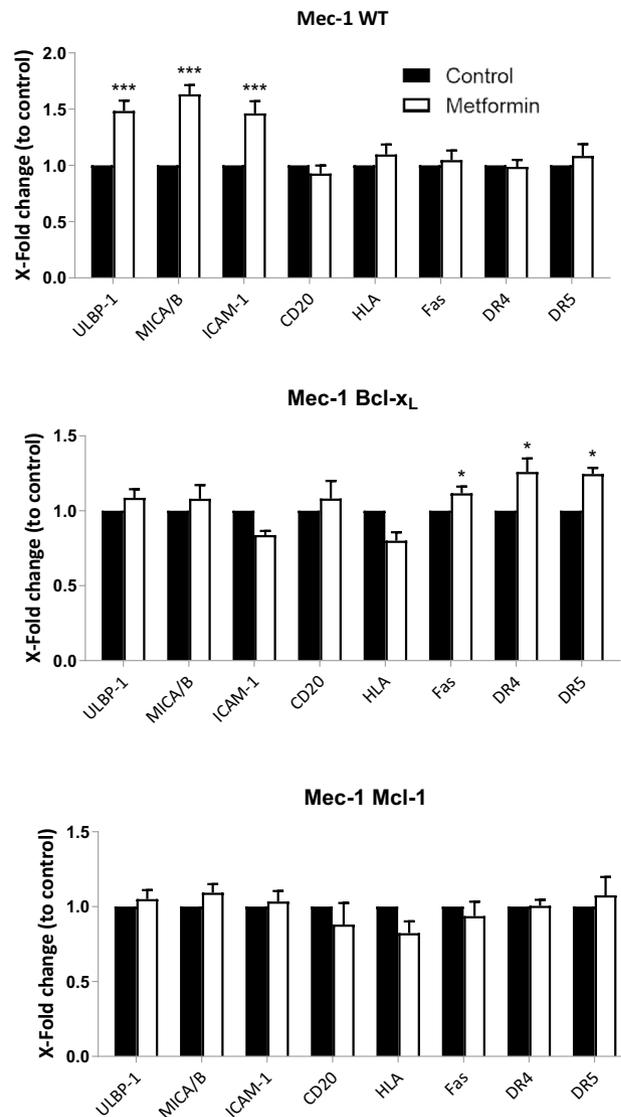 Mec-1 WT
X-Fold change (to control)
2.0
1.5
1.0
0.5
0.0
*** *** ***
Control
Metformin
ULBP-1 MICA/B ICAM-1 CD20 HLA Fas DR4 DR5
Mec-1 Bcl-xL
X-Fold change (to control)
1.5
1.0
0.5
0.0
* * *
ULBP-1 MICA/B ICAM-1 CD20 HLA Fas DR4 DR5
Mec-1 Mcl-1
X-Fold change (to control)
1.5
1.0
0.5
0.0
ULBP-1 MICA/B ICAM-1 CD20 HLA Fas DR4 DR5